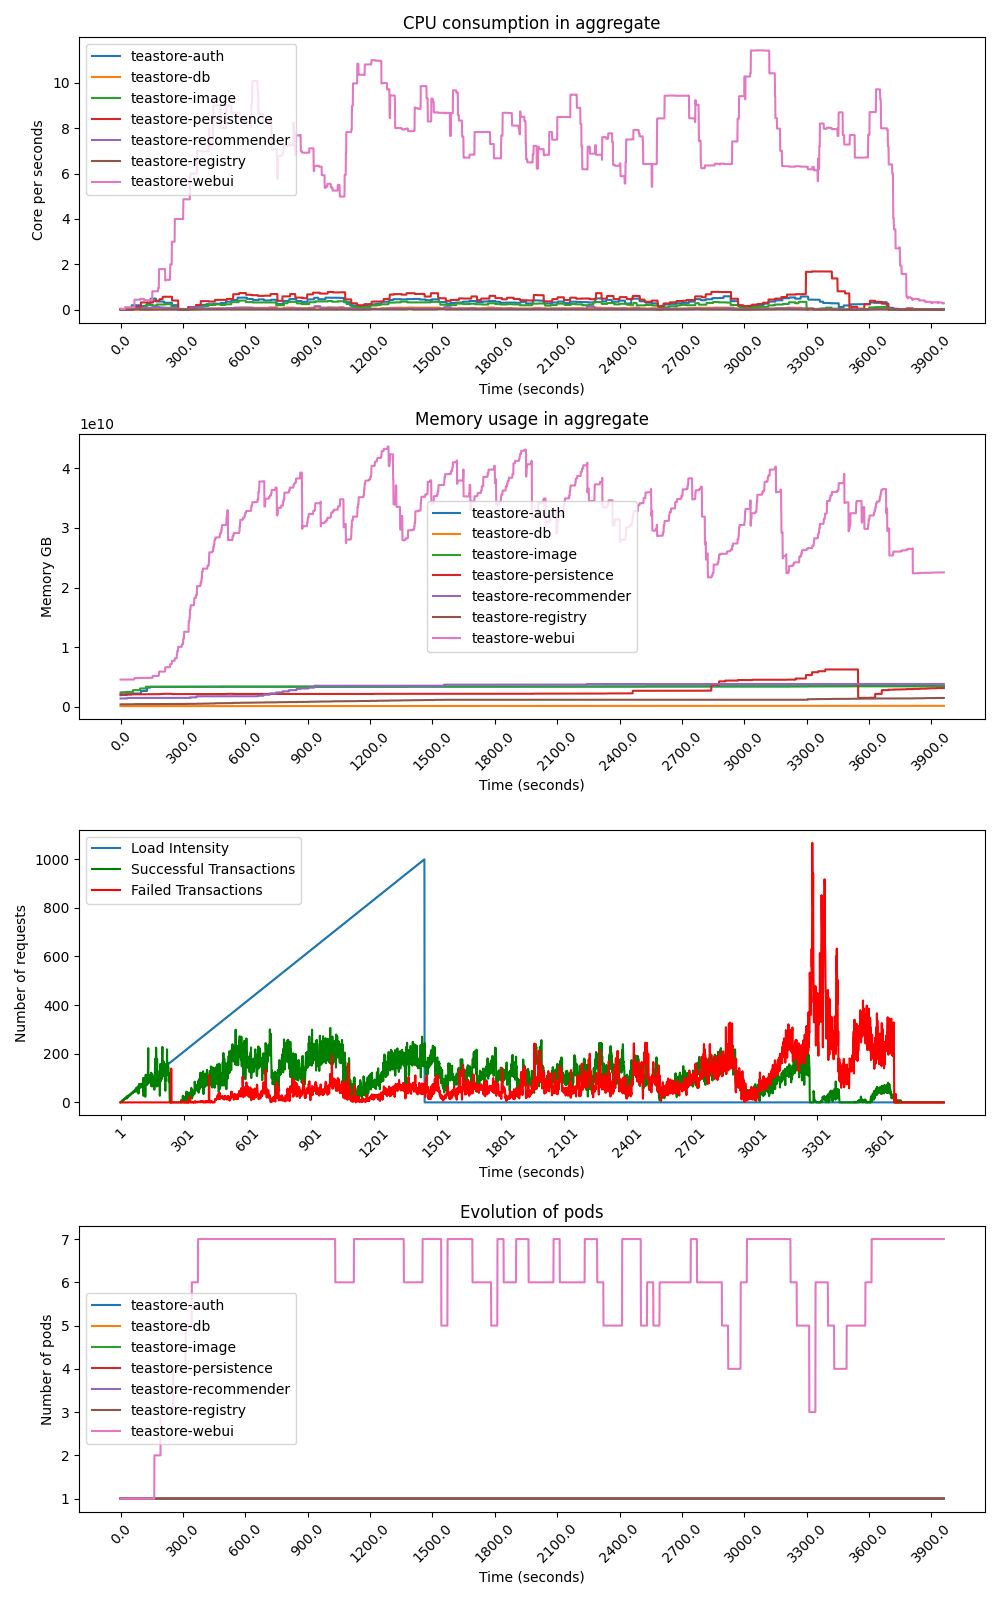 CPU consumption in aggregate
teastore-auth
teastore-db
teastore-image
teastore-persistence
teastore-recommender
teastore-registry
teastore-webui
Core per seconds
10
8
6
4
2
0
0.0 300.0 600.0 900.0 1200.0 1500.0 1800.0 2100.0 2400.0 2700.0 3000.0 3300.0 3600.0 3900.0
Time (seconds)
Memory usage in aggregate
1e10
teastore-auth
teastore-db
teastore-image
teastore-persistence
teastore-recommender
teastore-registry
teastore-webui
Memory GB
4
3
2
1
0
0.0 300.0 600.0 900.0 1200.0 1500.0 1800.0 2100.0 2400.0 2700.0 3000.0 3300.0 3600.0 3900.0
Time (seconds)
Load Intensity
Successful Transactions
Failed Transactions
Number of requests
1000
800
600
400
200
0
1 301 601 901 1201 1501 1801 2101 2401 2701 3001 3301 3601
Time (seconds)
Evolution of pods
teastore-auth
teastore-db
teastore-image
teastore-persistence
teastore-recommender
teastore-registry
teastore-webui
Number of pods
7
6
5
4
3
2
1
0.0 300.0 600.0 900.0 1200.0 1500.0 1800.0 2100.0 2400.0 2700.0 3000.0 3300.0 3600.0 3900.0
Time (seconds)